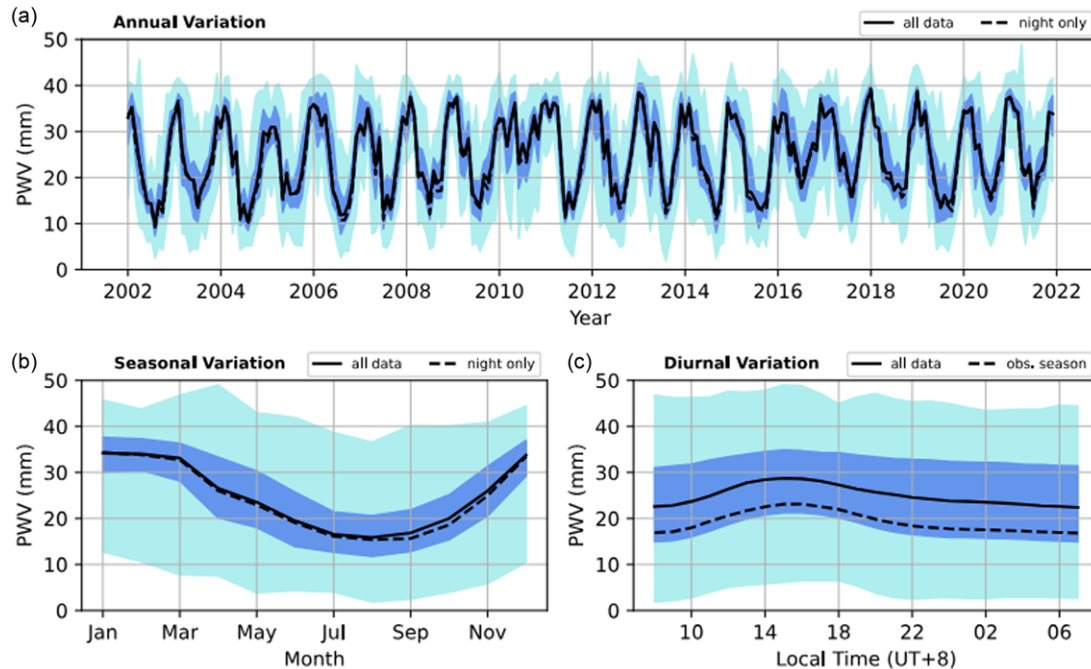 (a)
Annual Variation
all data
night only
50
40
30
20
10
0
PWV (mm)
2002 2004 2006 2008 2010 2012 2014 2016 2018 2020 2022
Year
(b)
Seasonal Variation
all data
night only
50
40
30
20
10
0
PWV (mm)
Jan Mar May Jul Sep Nov
Month
(c)
Diurnal Variation
all data
obs. season
50
40
30
20
10
0
PWV (mm)
10 14 18 22 02 06
Local Time (UT+8)